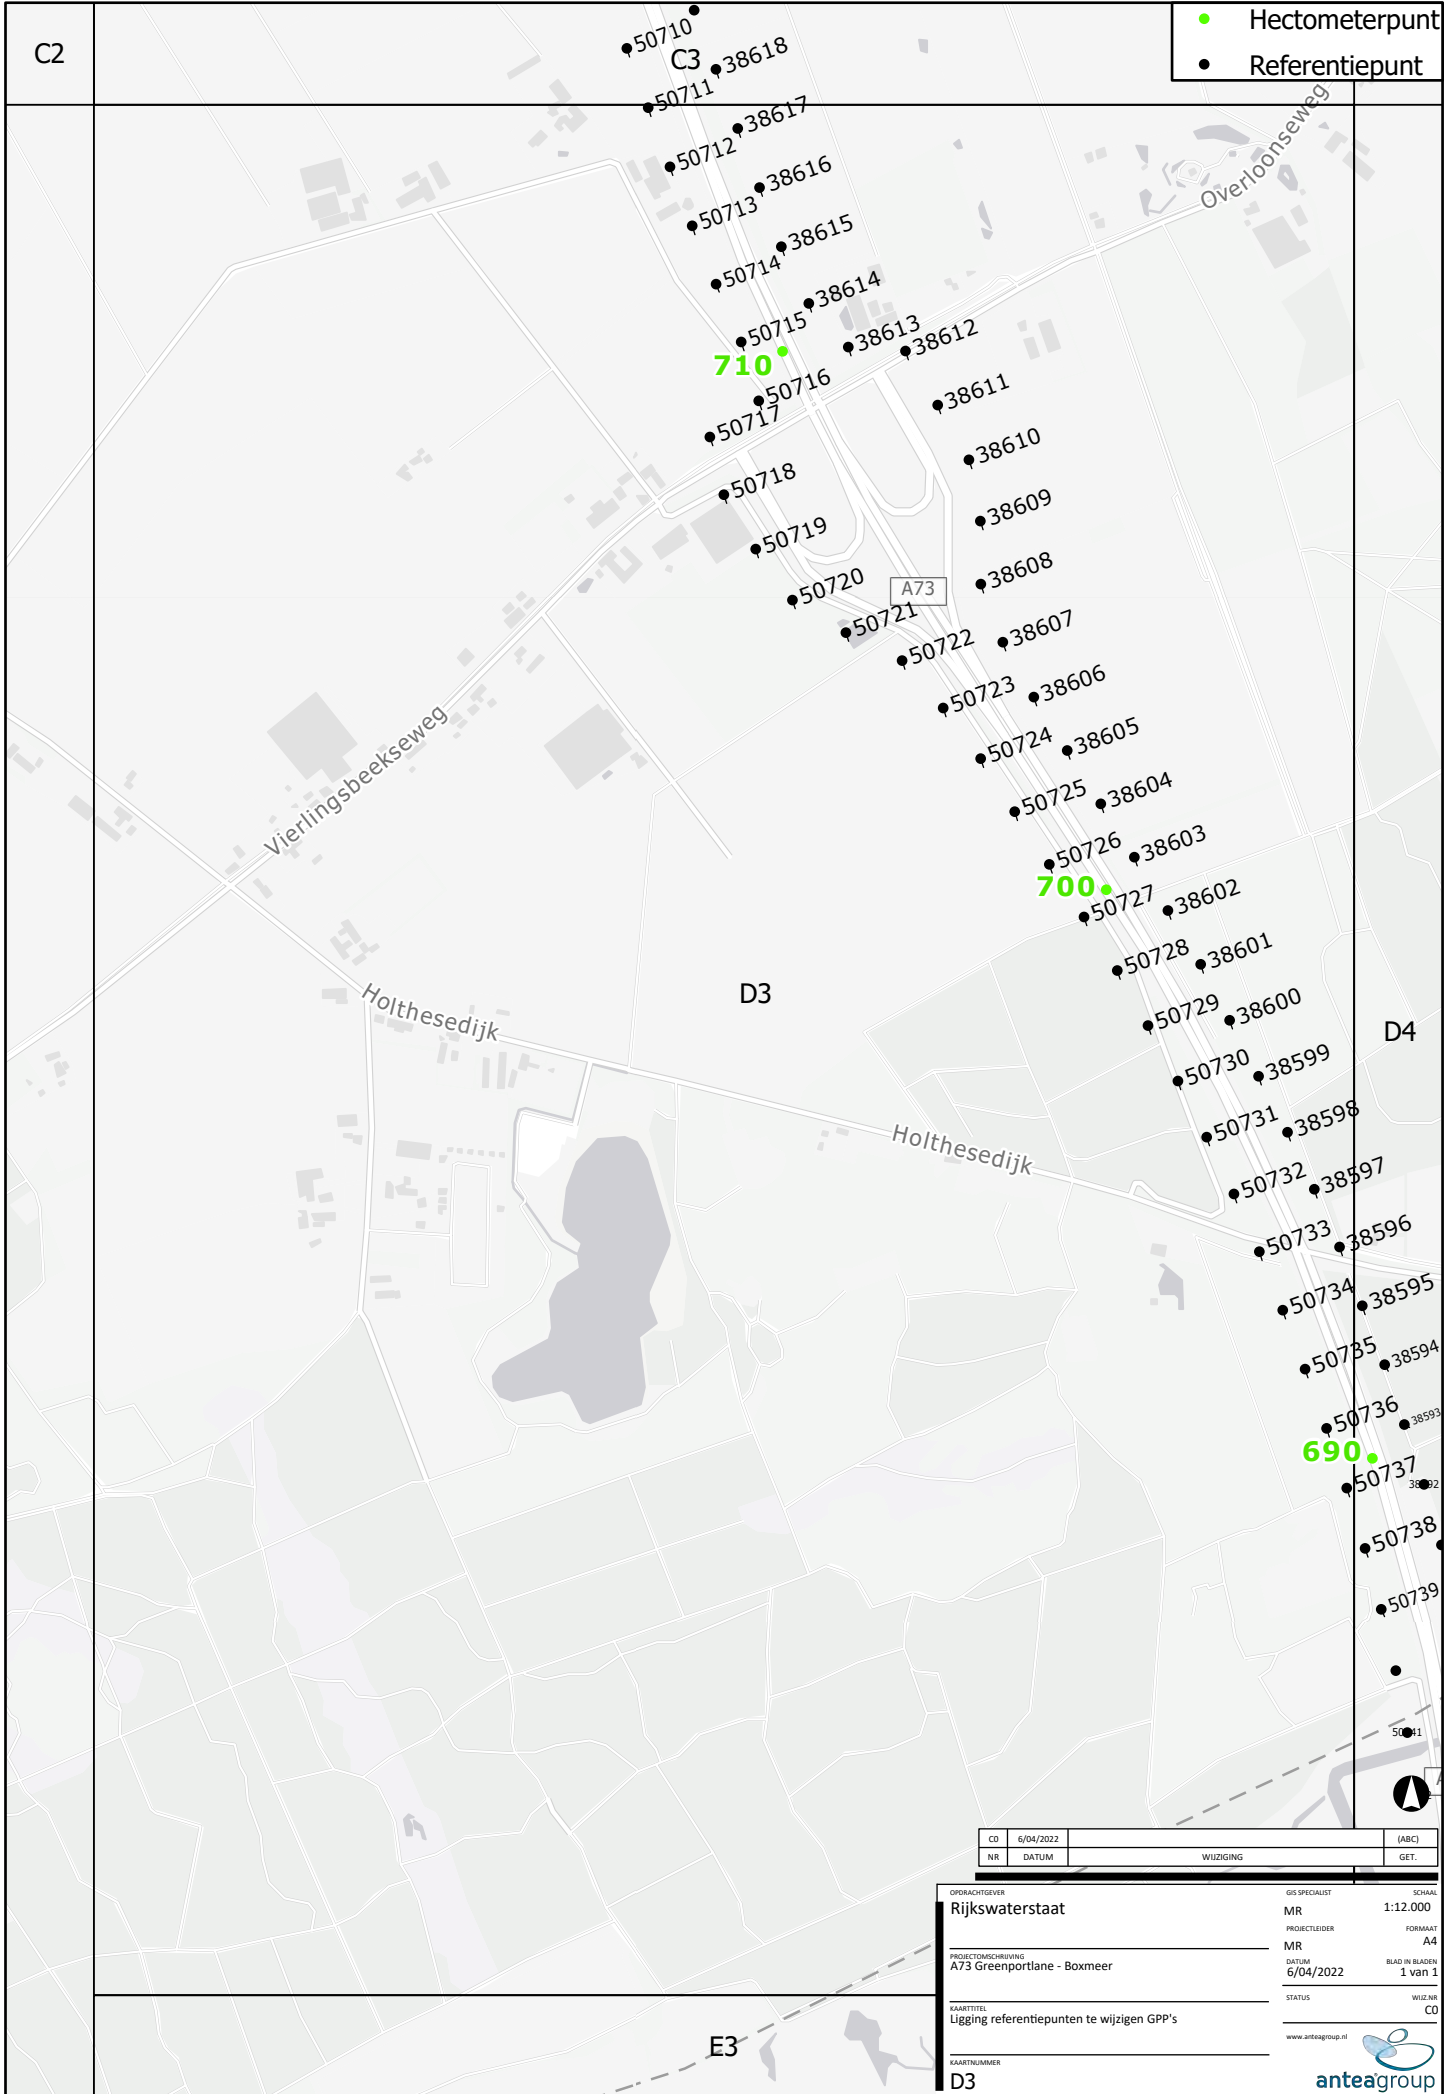 Hectometerpunt
Referentiepunt
C2
C3
50710
38618
50711
38617
50712
38616
50713
38615
50714
38614
50715
38613
38612
710
50716
38611
50717
38610
50718
38609
50719
38608
50720
A73
50721
38607
50722
38606
50723
38605
50724
38604
50725
38603
50726
700
38602
50727
38601
50728
38600
50729
38599
50730
38598
50731
38597
50732
38596
50733
38595
50734
38594
50735
38593
50736
690
50737
50738
50739
Overloonseweg
Vierlingsbeekseweg
Holthesedijk
Holthesedijk
D3
D4
E3
C0 6/04/2022 (ABC)
NR DATUM WIJZIGING GET.
OPDRACHTGEVER
Rijkswaterstaat
PROJECTOMSCHRIJVING
A73 Greenportlane - Boxmeer
KAARTTITEL
Ligging referentiepunten te wijzigen GPP's
KAARTNUMMER
D3
GIS SPECIALIST
MR
SCHAAL
1:12.000
PROJECTLEIDER
MR
FORMAAT
A4
DATUM
6/04/2022
BLAD IN BLADEN
1 van 1
STATUS
WIJZ.NR
C0
www.anteagroup.nl
anteagroup